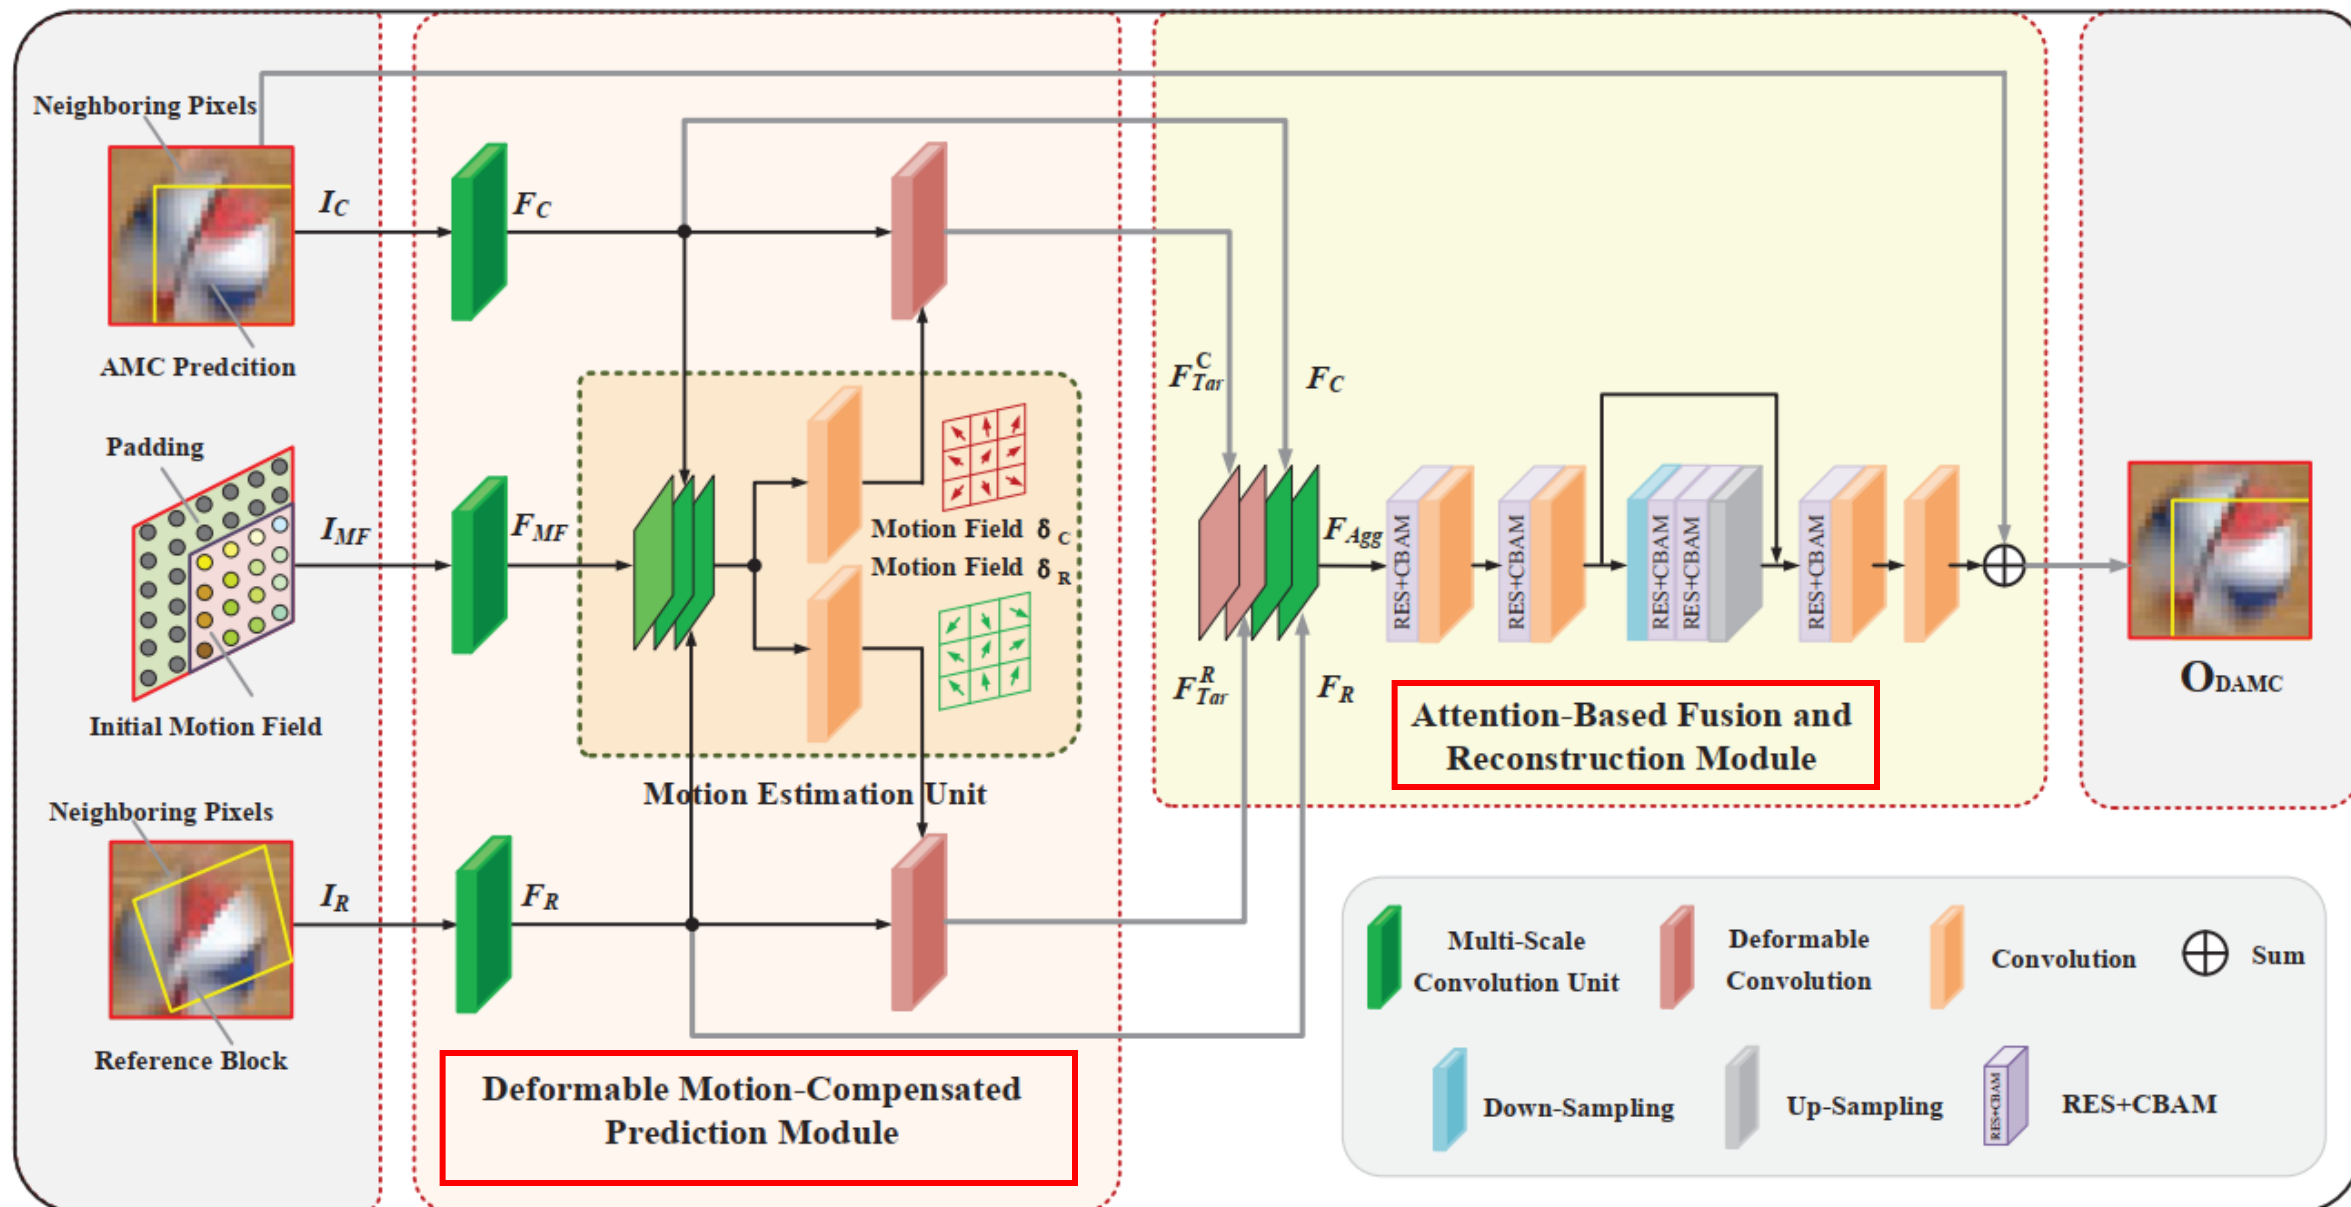 Neighboring Pixels
I_C
AMC Predcition
Padding
I_MF
Initial Motion Field
Neighboring Pixels
I_R
Reference Block
F_C
F_MF
F_R
Motion Field δ_C
Motion Field δ_R
Motion Estimation Unit
Deformable Motion-Compensated
Prediction Module
F_Tar^C
F_C
F_Agg
F_Tar^R
F_R
RES+CBAM
RES+CBAM
RES+CBAM
RES+CBAM
RES+CBAM
Attention-Based Fusion and
Reconstruction Module
O_DAMC
Multi-Scale
Convolution Unit
Deformable
Convolution
Convolution
Sum
Down-Sampling
Up-Sampling
RES+CBAM
RES+CBAM